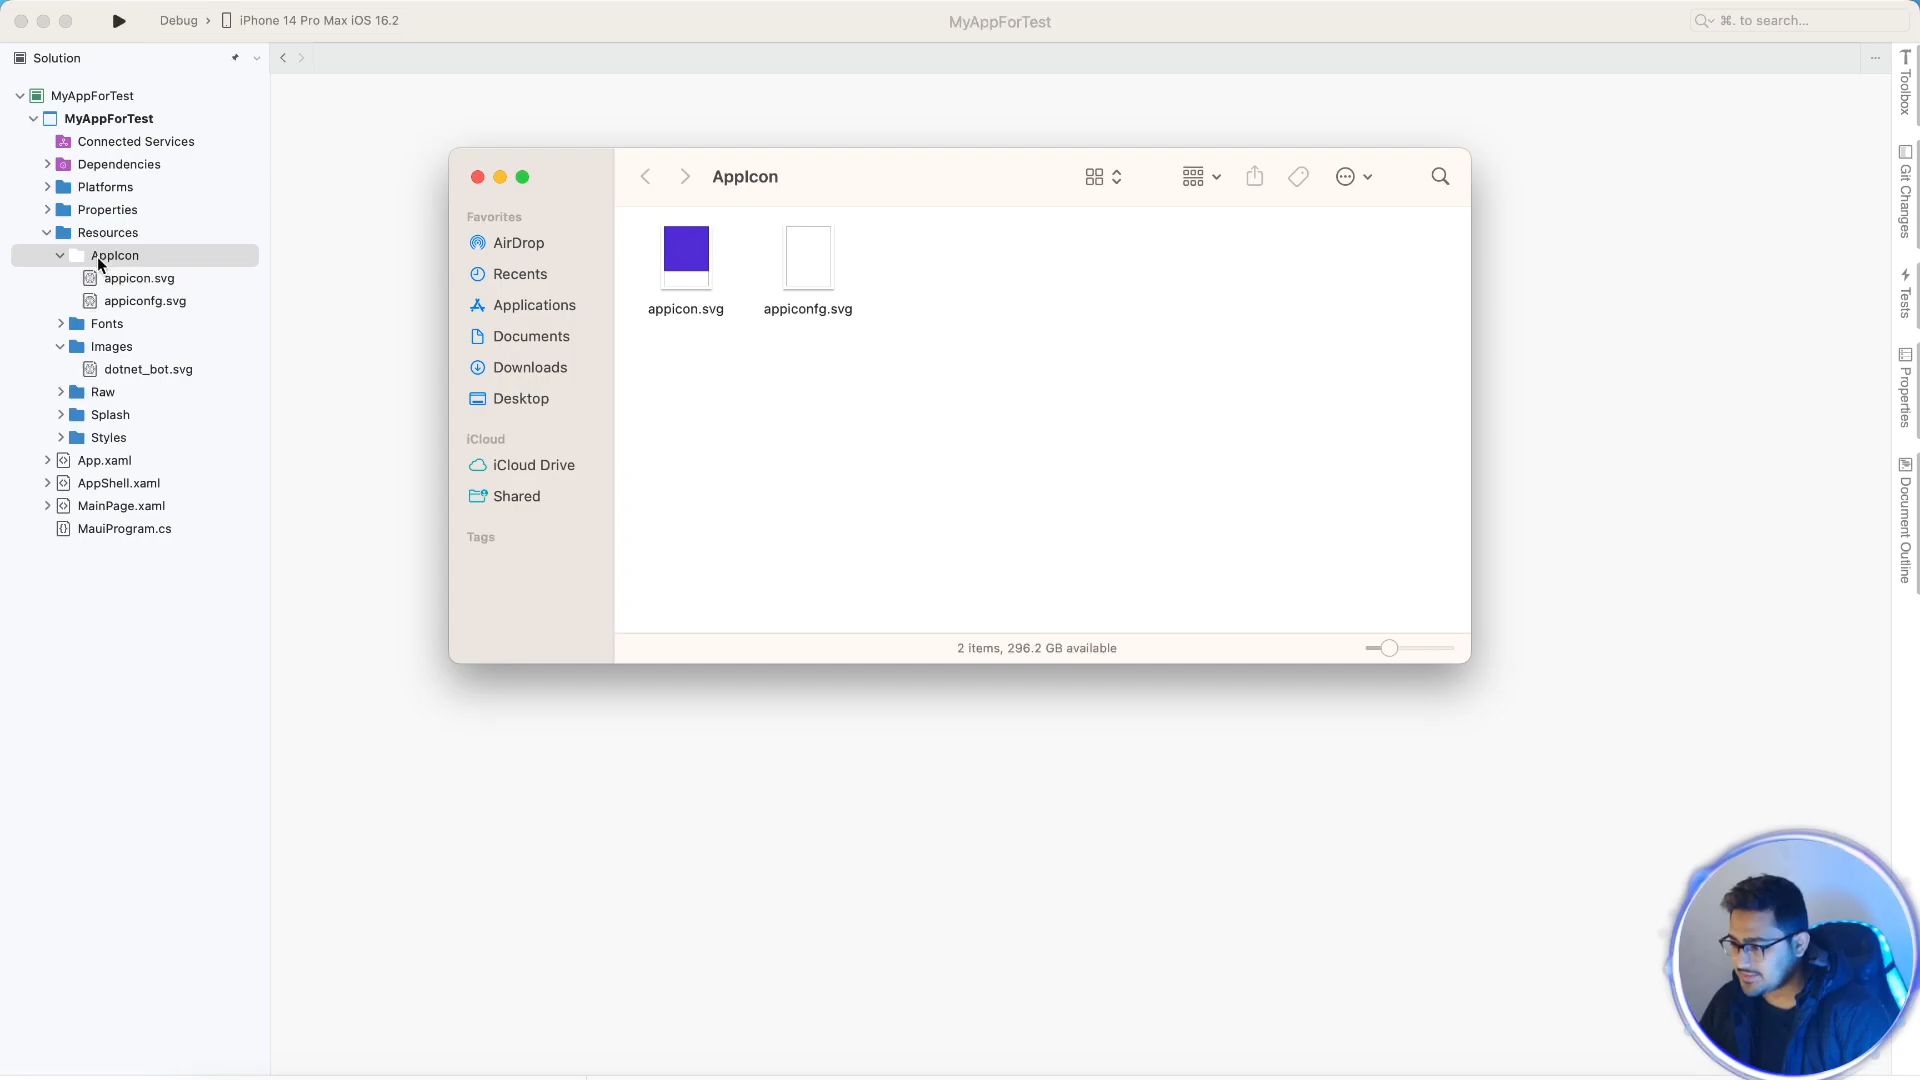 Debug
iPhone 14 Pro Max iOS 16.2
MyAppForTest
⌘. to search...
Solution
MyAppForTest
MyAppForTest
Connected Services
Dependencies
Platforms
Properties
Resources
AppIcon
appicon.svg
appiconfg.svg
Fonts
Images
dotnet_bot.svg
Raw
Splash
Styles
App.xaml
AppShell.xaml
MainPage.xaml
MauiProgram.cs
AppIcon
Favorites
AirDrop
Recents
Applications
Documents
Downloads
Desktop
iCloud
iCloud Drive
Shared
Tags
appicon.svg
appiconfg.svg
2 items, 296.2 GB available
Toolbox
Git Changes
Tests
Properties
Document Outline